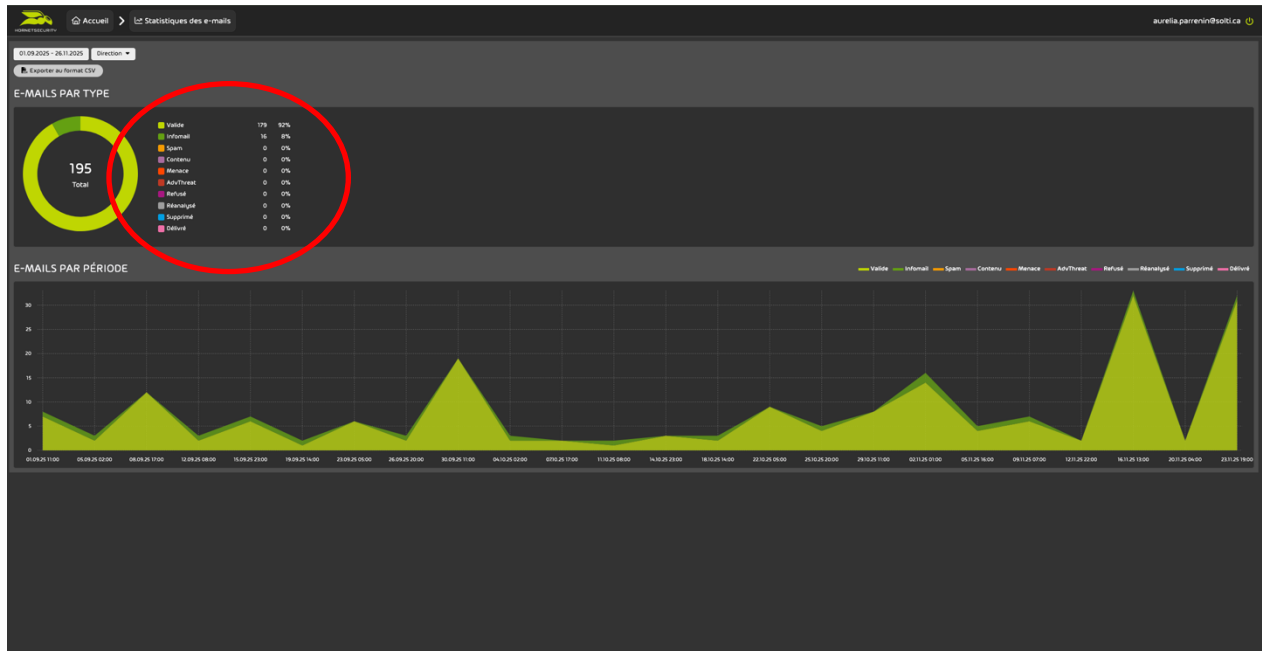 HORNETSECURITY
Accueil
Statistiques des e-mails
aurelia.parrenin@solti.ca
01.09.2025 - 26.11.2025 Direction
Exporter au format CSV
E-MAILS PAR TYPE
195
Total
Valide 179 92%
Infomail 16 8%
Spam 0 0%
Contenu 0 0%
Menace 0 0%
AdvThreat 0 0%
Refusé 0 0%
Réanalysé 0 0%
Supprimé 0 0%
Délivré 0 0%
E-MAILS PAR PÉRIODE
Valide Infomail Spam Contenu Menace AdvThreat Refusé Réanalysé Supprimé Délivré
30
25
20
15
10
5
0
01.09.25 11:00 05.09.25 02:00 08.09.25 17:00 12.09.25 08:00 15.09.25 23:00 19.09.25 14:00 23.09.25 05:00 26.09.25 20:00 30.09.25 11:00 04.10.25 02:00 07.10.25 17:00 11.10.25 08:00 14.10.25 23:00 18.10.25 14:00 22.10.25 05:00 25.10.25 20:00 29.10.25 11:00 02.11.25 01:00 05.11.25 16:00 09.11.25 07:00 12.11.25 22:00 16.11.25 13:00 20.11.25 04:00 23.11.25 19:00